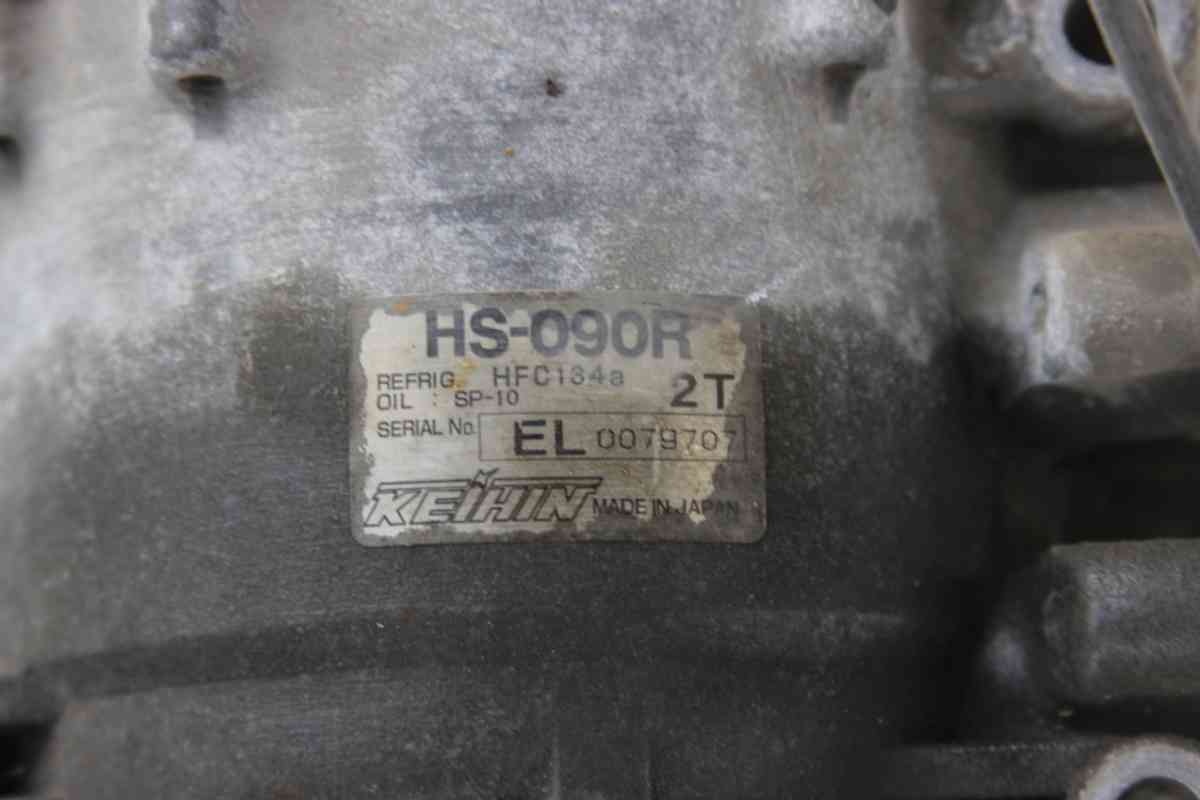 HS-090R
REFRIG. HFC134a
OIL : SP-10 2T
SERIAL No. EL 0079707
KEIHIN MADE IN JAPAN